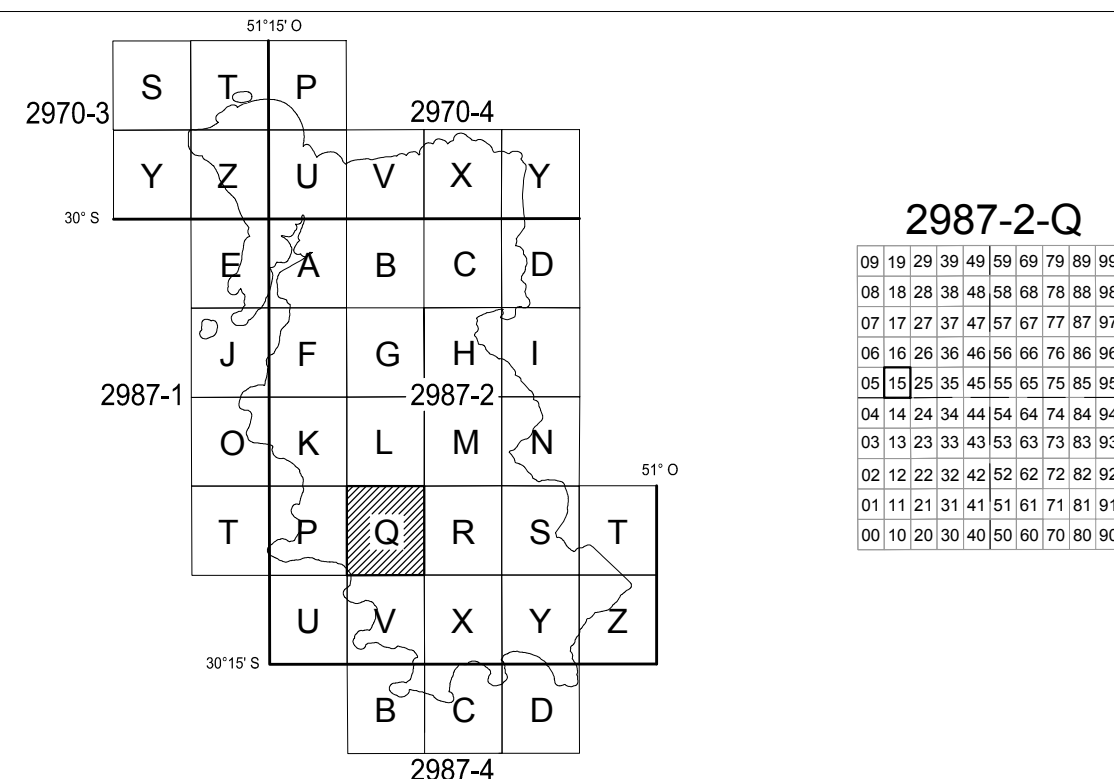 51°15' O
S T P
2970-3 2970-4
Y Z U V X Y
30° S
E A B C D
J F G H I
2987-1 2987-2
O K L M N
51° O
T P Q R S T
U V X Y Z
30°15' S
B C D
2987-4
2987-2-Q
09 19 29 39 49 59 69 79 89 99
08 18 28 38 48 58 68 78 88 98
07 17 27 37 47 57 67 77 87 97
06 16 26 36 46 56 66 76 86 96
05 15 25 35 45 55 65 75 85 95
04 14 24 34 44 54 64 74 84 94
03 13 23 33 43 53 63 73 83 93
02 12 22 32 42 52 62 72 82 92
01 11 21 31 41 51 61 71 81 91
00 10 20 30 40 50 60 70 80 90